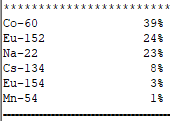 **************************
Co-60 39%
Eu-152 24%
Na-22 23%
Cs-134 8%
Eu-154 3%
Mn-54 1%